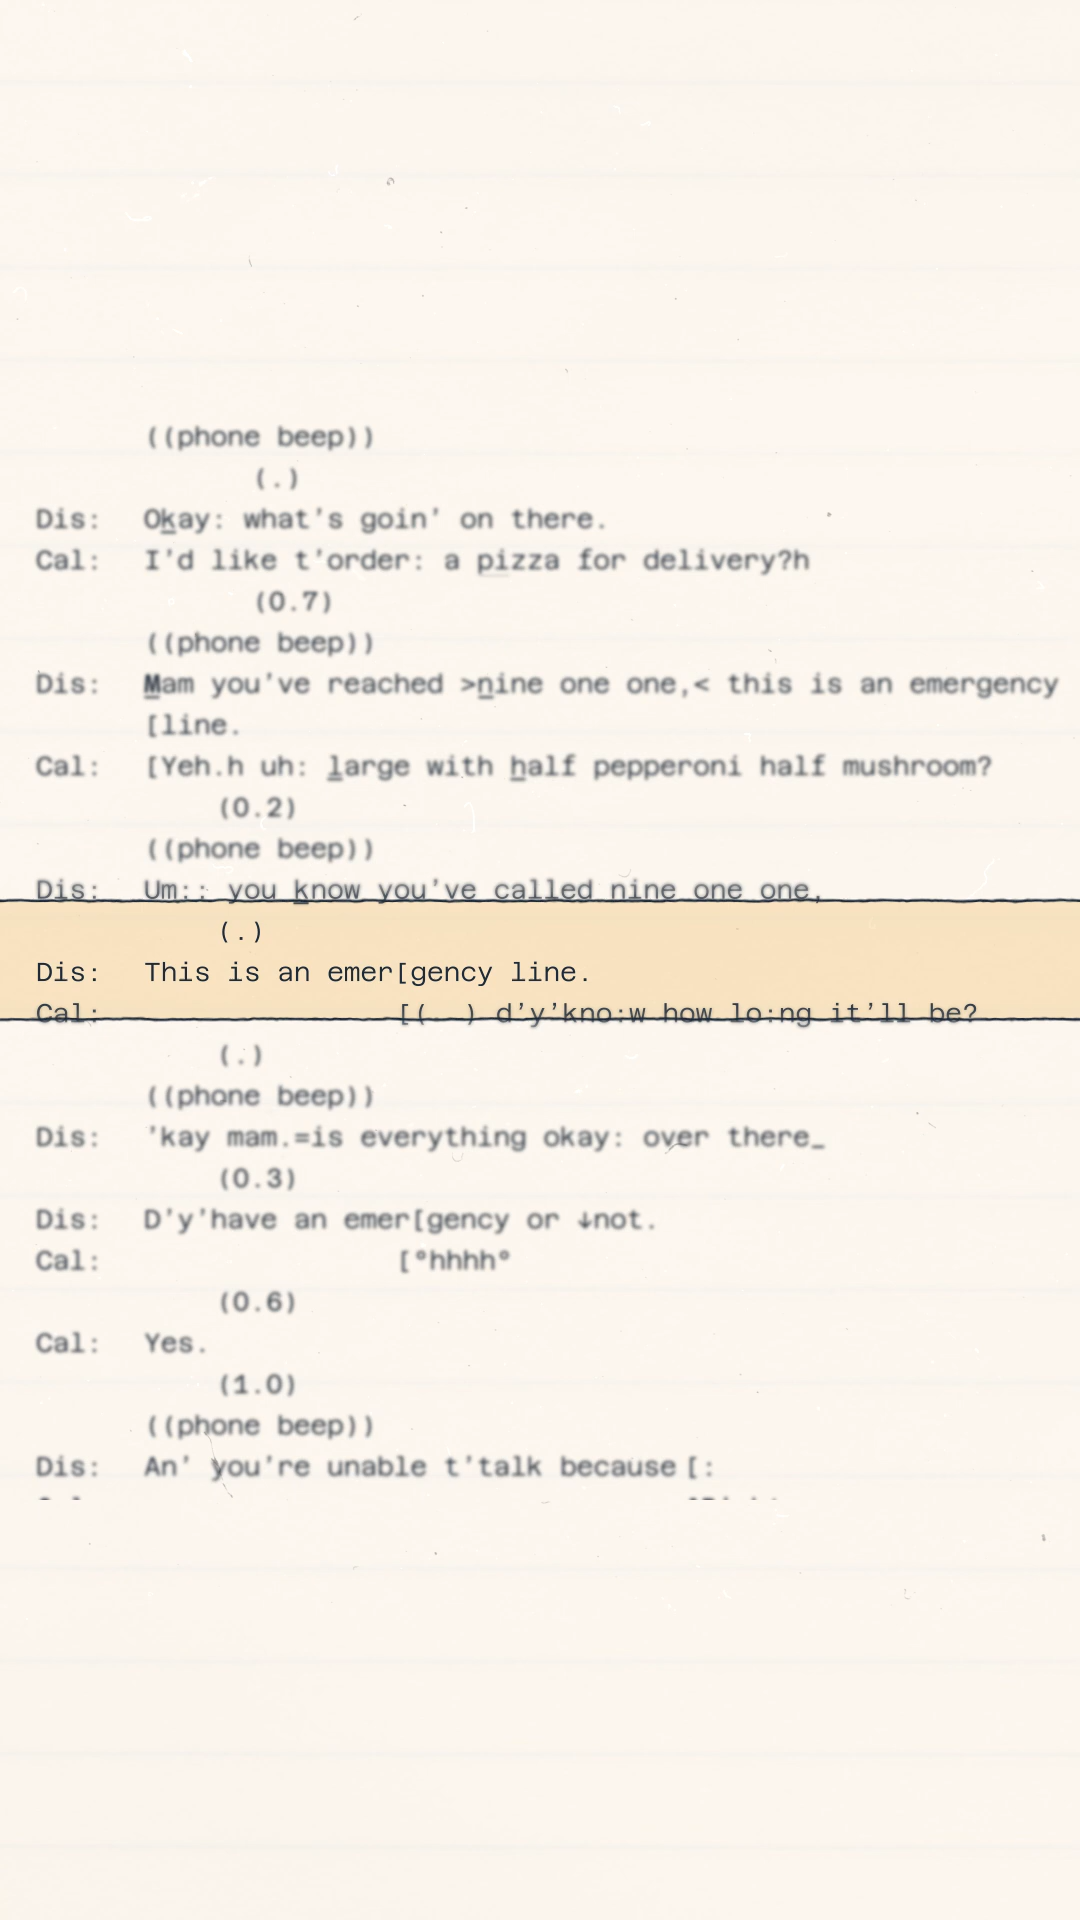 ((phone beep))
(.)
Dis: Okay: what's goin' on there.
Cal: I'd like t'order: a pizza for delivery?h
(0.7)
((phone beep))
Dis: Mam you've reached >nine one one,< this is an emergency
[line.
Cal: [Yeh.h uh: large with half pepperoni half mushroom?
(0.2)
((phone beep))
Dis: Um:: you know you've called nine one one,
(.)
Dis: This is an emer[gency line.
Cal: [(  ) d'y'kno:w how lo:ng it'll be?
(.)
((phone beep))
Dis: 'kay mam.=is everything okay: over there_
(0.3)
Dis: D'y'have an emer[gency or ↓not.
Cal: [°hhhh°
(0.6)
Cal: Yes.
(1.0)
((phone beep))
Dis: An' you're unable t'talk because [: